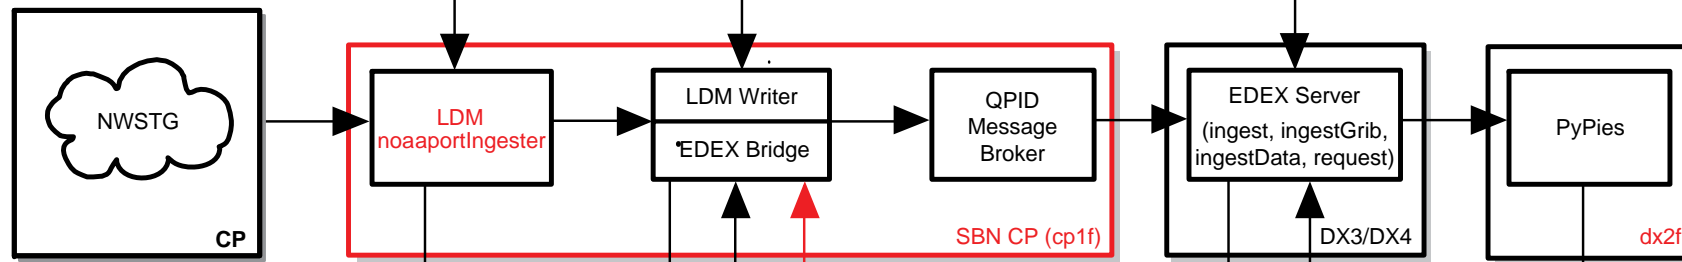 NWSTG
CP
LDM
noaaportIngester
LDM Writer
EDEX Bridge
QPID
Message
Broker
SBN CP (cp1f)
EDEX Server
(ingest, ingestGrib,
ingestData, request)
DX3/DX4
PyPies
dx2f